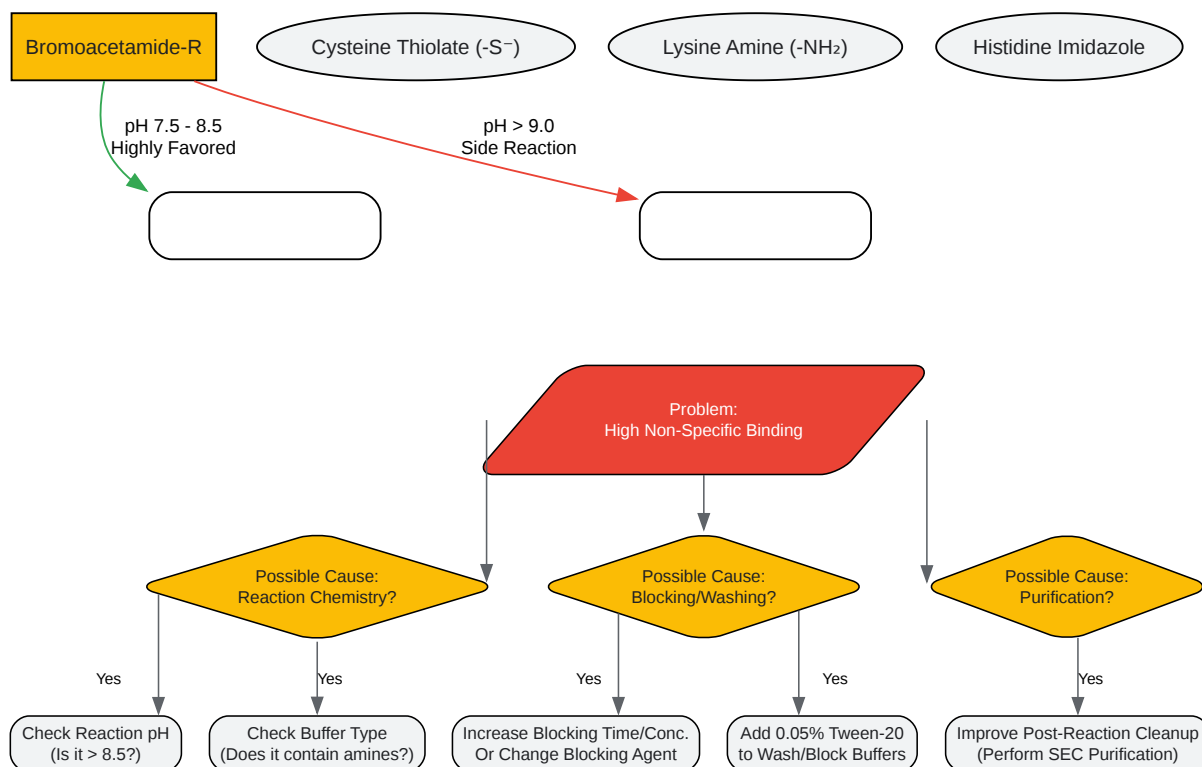 Bromoacetamide-R
Cysteine Thiolate (-S⁻)
Lysine Amine (-NH₂)
Histidine Imidazole
pH 7.5 - 8.5
Highly Favored
pH > 9.0
Side Reaction
Problem:
High Non-Specific Binding
Possible Cause:
Reaction Chemistry?
Possible Cause:
Blocking/Washing?
Possible Cause:
Purification?
Yes
Yes
Yes
Yes
Yes
Check Reaction pH
(Is it > 8.5?)
Check Buffer Type
(Does it contain amines?)
Increase Blocking Time/Conc.
Or Change Blocking Agent
Add 0.05% Tween-20
to Wash/Block Buffers
Improve Post-Reaction Cleanup
(Perform SEC Purification)